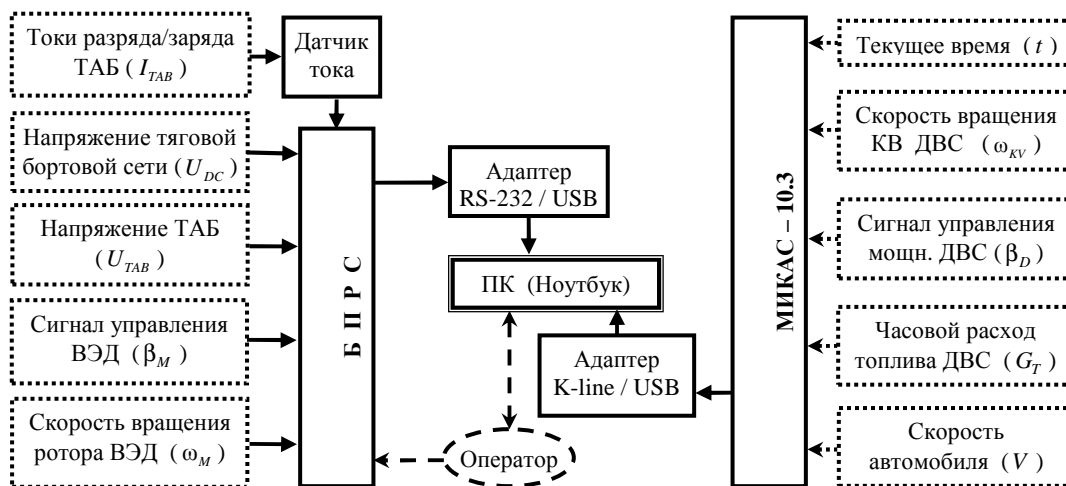 Токи разряда/заряда
ТАБ ( I_TAB )
Датчик
тока
Напряжение тяговой
бортовой сети ( U_DC )
Напряжение ТАБ
( U_TAB )
Сигнал управления
ВЭД ( β_M )
Скорость вращения
ротора ВЭД ( ω_M )
Б П Р С
Адаптер
RS-232 / USB
ПК (Ноутбук)
Адаптер
K-line / USB
Оператор
МИКАС – 10.3
Текущее время ( t )
Скорость вращения
КВ ДВС ( ω_KV )
Сигнал управления
мощн. ДВС ( β_D )
Часовой расход
топлива ДВС ( G_T )
Скорость
автомобиля ( V )